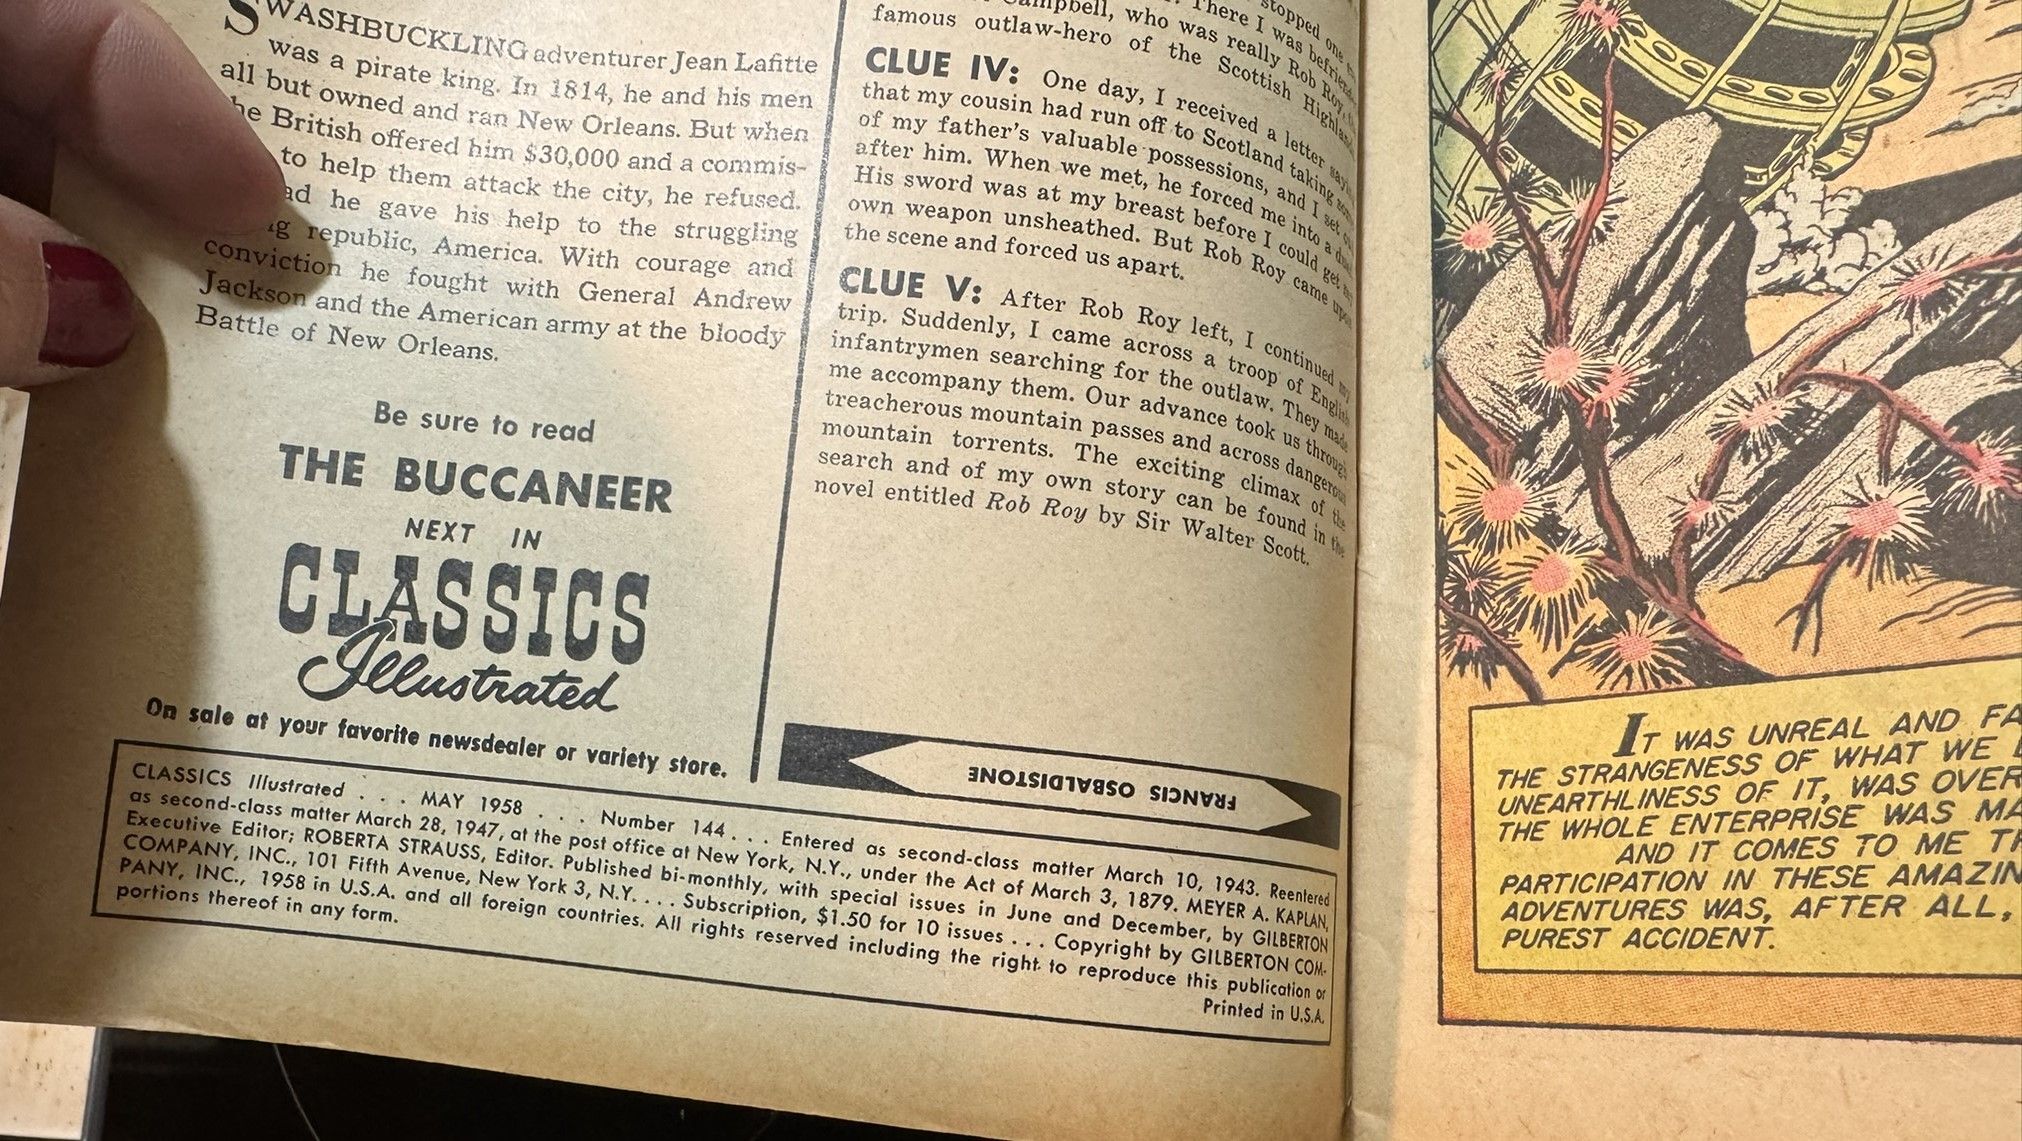 SWASHBUCKLING adventurer Jean Lafitte
was a pirate king. In 1814, he and his men
all but owned and ran New Orleans. But when
he British offered him $30,000 and a commis-
to help them attack the city, he refused.
he gave his help to the struggling
republic, America. With courage and
conviction he fought with General Andrew
Jackson and the American army at the bloody
Battle of New Orleans.
Be sure to read
THE BUCCANEER
NEXT IN
CLASSICS
Illustrated
On sale at your favorite newsdealer or variety store.
stopped one
There I was befriende
Campbell, who was really Rob Roy, t
famous outlaw-hero of the Scottish Highlan
CLUE IV: One day, I received a letter sayi
that my cousin had run off to Scotland taking som
of my father's valuable possessions, and I set ou
after him. When we met, he forced me into a due
His sword was at my breast before I could get my
own weapon unsheathed. But Rob Roy came upon
the scene and forced us apart.
CLUE V: After Rob Roy left, I continued my
trip. Suddenly, I came across a troop of English
infantrymen searching for the outlaw. They made
me accompany them. Our advance took us through
treacherous mountain passes and across dangerous
mountain torrents. The exciting climax of the
search and of my own story can be found in the
novel entitled Rob Roy by Sir Walter Scott.
FRANCIS OSBALDISTONE
CLASSICS Illustrated . . . MAY 1958 . . . Number 144 . . . Entered as second-class matter March 10, 1943. Reentered
as second-class matter March 28, 1947, at the post office at New York, N.Y., under the Act of March 3, 1879. MEYER A. KAPLAN,
Executive Editor; ROBERTA STRAUSS, Editor. Published bi-monthly, with special issues in June and December, by GILBERTON
COMPANY, INC., 101 Fifth Avenue, New York 3, N.Y. . . . Subscription, $1.50 for 10 issues . . . Copyright by GILBERTON COM-
PANY, INC., 1958 in U.S.A. and all foreign countries. All rights reserved including the right to reproduce this publication or
portions thereof in any form.
Printed in U.S.A.
IT WAS UNREAL AND FA
THE STRANGENESS OF WHAT WE
UNEARTHLINESS OF IT, WAS OVER
THE WHOLE ENTERPRISE WAS MA
AND IT COMES TO ME TH
PARTICIPATION IN THESE AMAZIN
ADVENTURES WAS, AFTER ALL,
PUREST ACCIDENT.